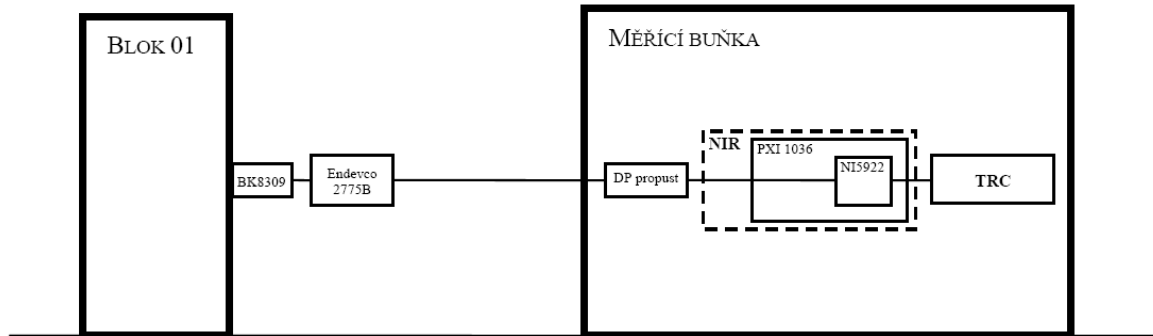 BLOK 01
MĚŘÍCÍ BUŇKA
BK8309
Endevco
2775B
DP propust
NIR
PXI 1036
NI5922
TRC